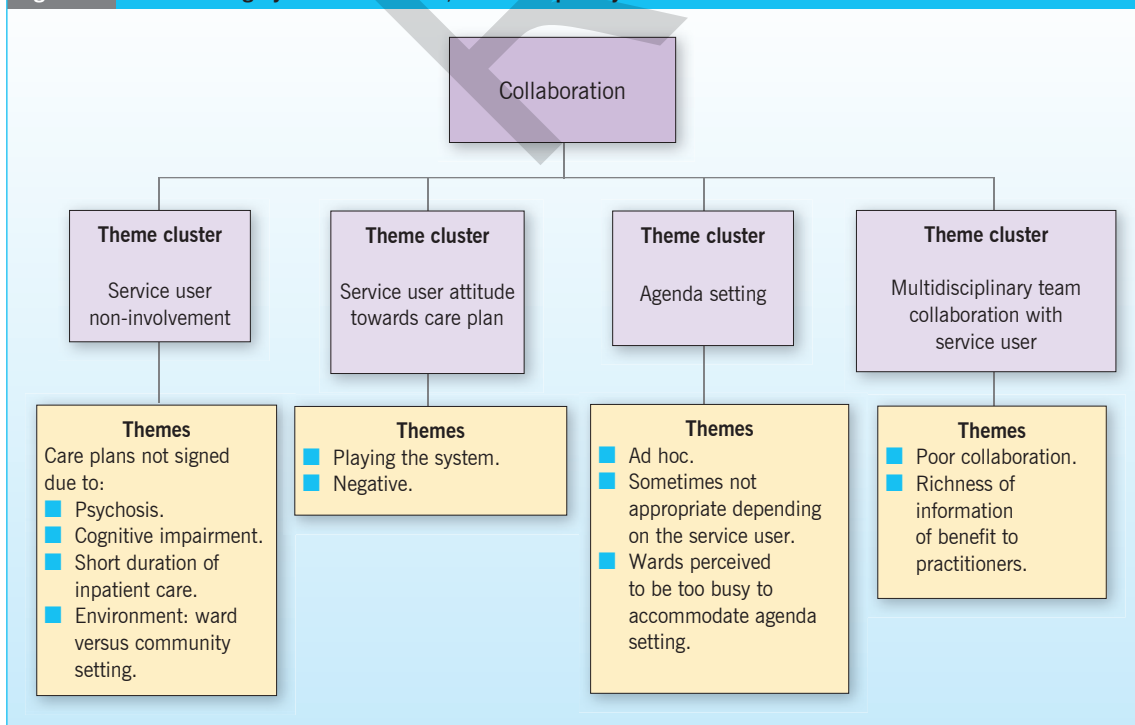 Collaboration
Theme cluster
Service user
non-involvement
Theme cluster
Service user attitude
towards care plan
Theme cluster
Agenda setting
Theme cluster
Multidisciplinary team
collaboration with
service user
Themes
Care plans not signed
due to:
Psychosis.
Cognitive impairment.
Short duration of
inpatient care.
Environment: ward
versus community
setting.
Themes
Playing the system.
Negative.
Themes
Ad hoc.
Sometimes not
appropriate depending
on the service user.
Wards perceived
to be too busy to
accommodate agenda
setting.
Themes
Poor collaboration.
Richness of
information
of benefit to
practitioners.